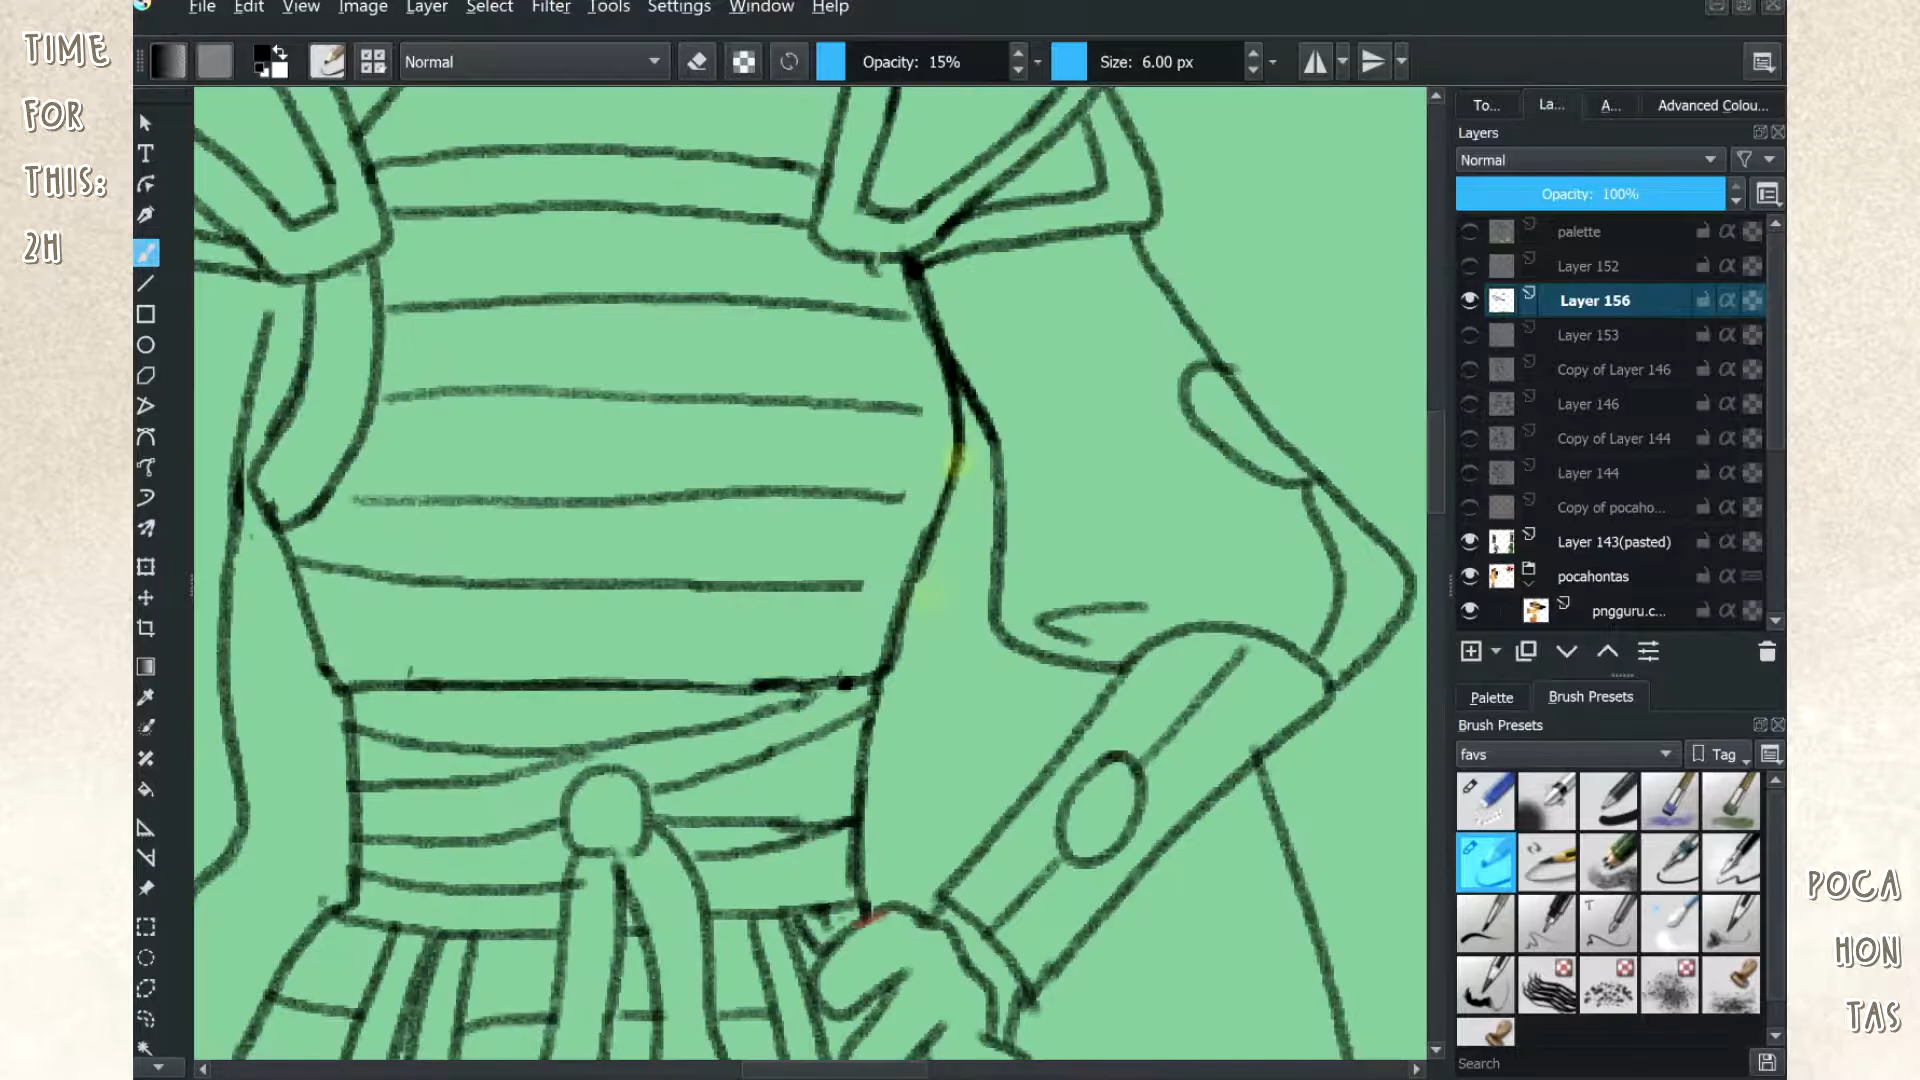 TIME
FOR
THIS:
2H
File Edit View Image Layer Select Filter Tools Settings Window Help
Normal
Opacity: 15%
Size: 6.00 px
To...
La...
A...
Advanced Colou...
Layers
Normal
Opacity: 100%
palette
Layer 152
Layer 156
Layer 153
Copy of Layer 146
Layer 146
Copy of Layer 144
Layer 144
Copy of pocaho...
Layer 143(pasted)
pocahontas
pngguru.c...
Palette
Brush Presets
Brush Presets
favs
Tag
Search
POCA
HON
TAS